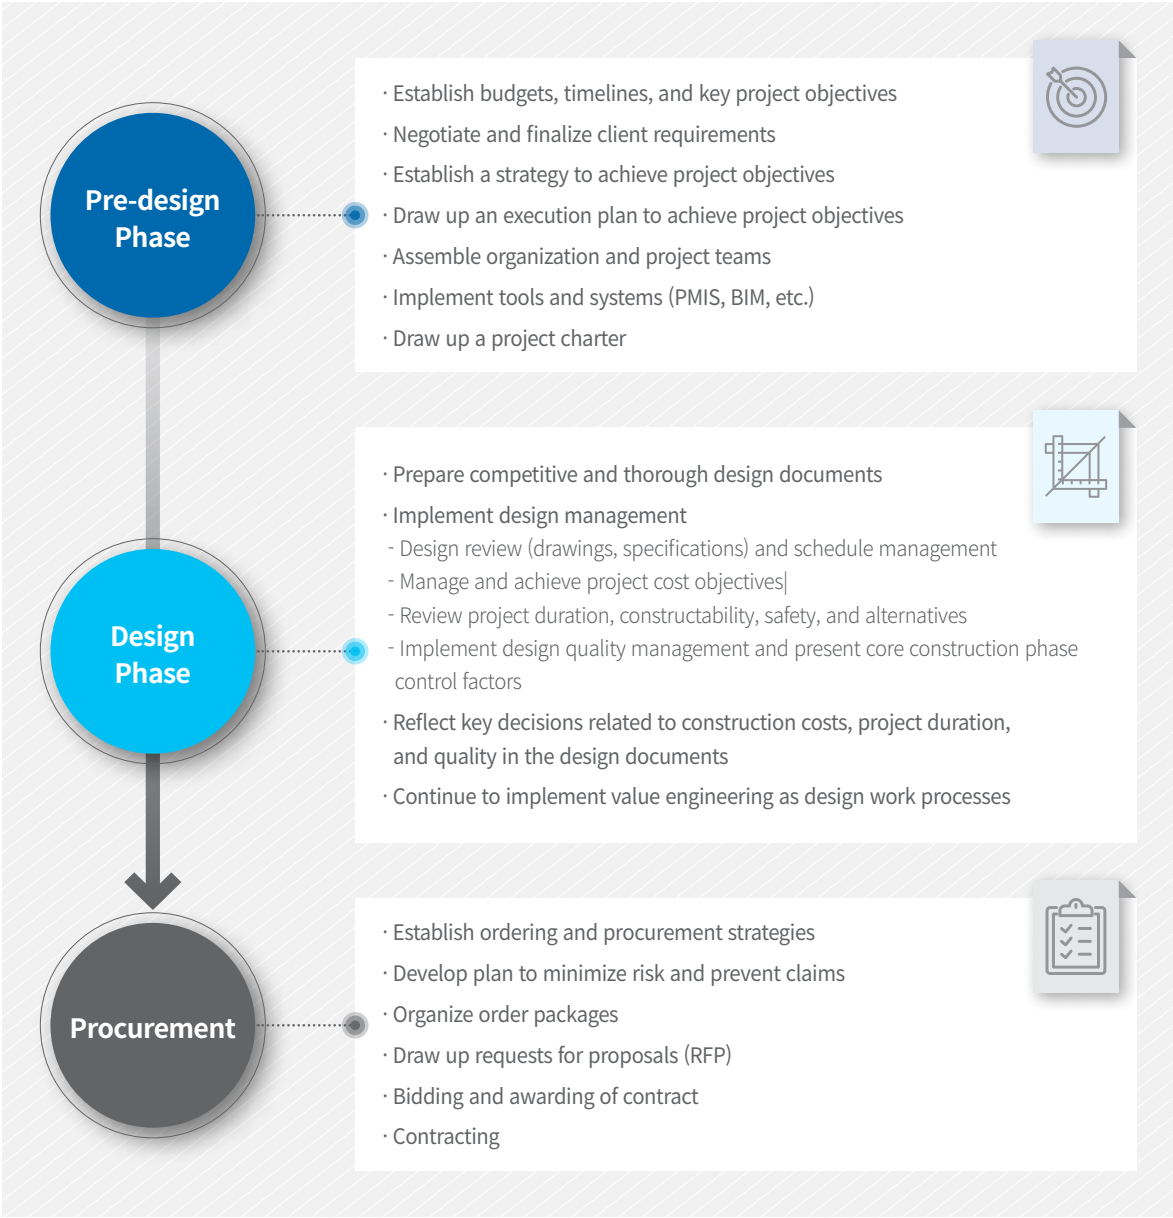 Pre-design
Phase
· Establish budgets, timelines, and key project objectives
· Negotiate and finalize client requirements
· Establish a strategy to achieve project objectives
· Draw up an execution plan to achieve project objectives
· Assemble organization and project teams
· Implement tools and systems (PMIS, BIM, etc.)
· Draw up a project charter
Design
Phase
· Prepare competitive and thorough design documents
· Implement design management
- Design review (drawings, specifications) and schedule management
- Manage and achieve project cost objectives|
- Review project duration, constructability, safety, and alternatives
- Implement design quality management and present core construction phase
control factors
· Reflect key decisions related to construction costs, project duration,
and quality in the design documents
· Continue to implement value engineering as design work processes
Procurement
· Establish ordering and procurement strategies
· Develop plan to minimize risk and prevent claims
· Organize order packages
· Draw up requests for proposals (RFP)
· Bidding and awarding of contract
· Contracting